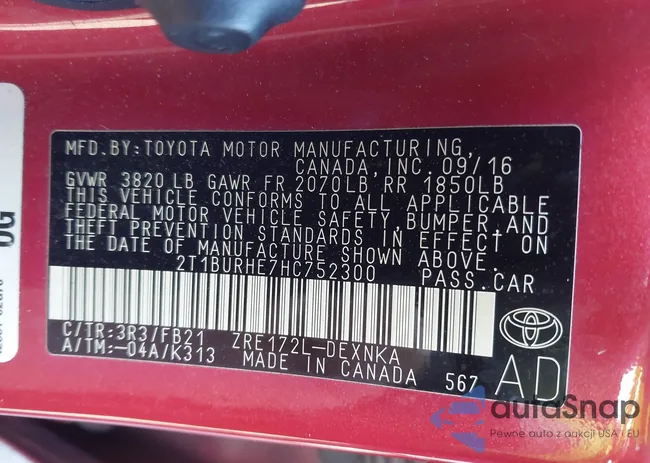 MFD. BY: TOYOTA MOTOR MANUFACTURING,
CANADA, INC. 09/16
GVWR 3820 LB GAWR FR 2070LB RR 1850LB
THIS VEHICLE CONFORMS TO ALL APPLICABLE
FEDERAL MOTOR VEHICLE SAFETY, BUMPER, AND
THEFT PREVENTION STANDARDS IN EFFECT ON
THE DATE OF MANUFACTURE SHOWN ABOVE.
2T1BURHE7HC752300 PASS. CAR
C/TR:3R3/FB21 ZRE172L-DEXNKA
A/TM:-04A/K313 MADE IN CANADA 567
AD
autoSnap
Pewne auto z aukcji USA i EU